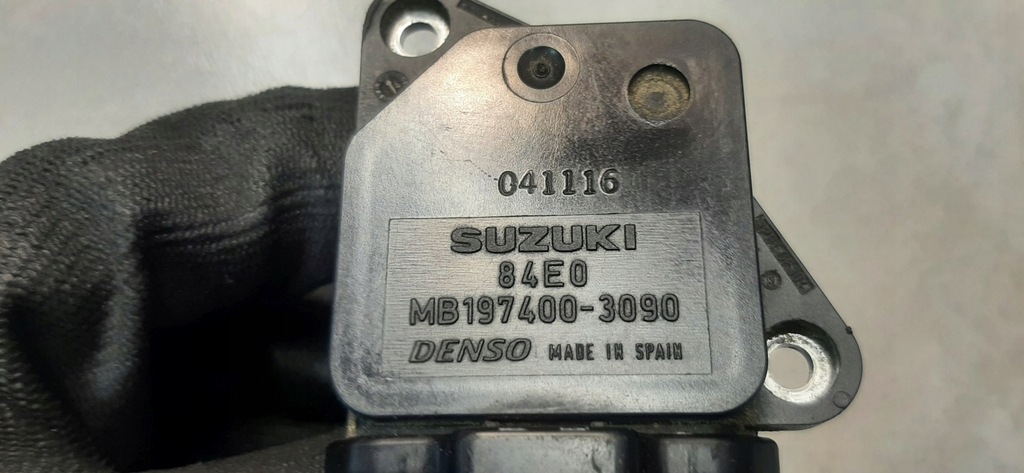 041116
SUZUKI
84E0
MB197400-3090
DENSO MADE IN SPAIN